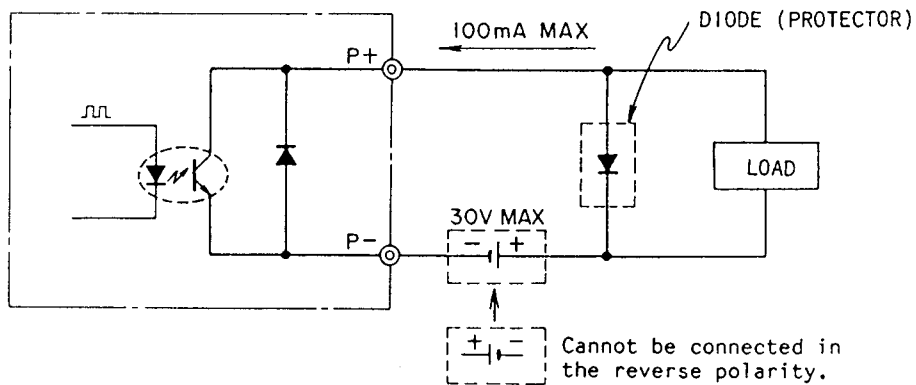 DIODE (PROTECTOR)
100mA MAX
P+
LOAD
30V MAX
P-
- +
+ -
Cannot be connected in
the reverse polarity.